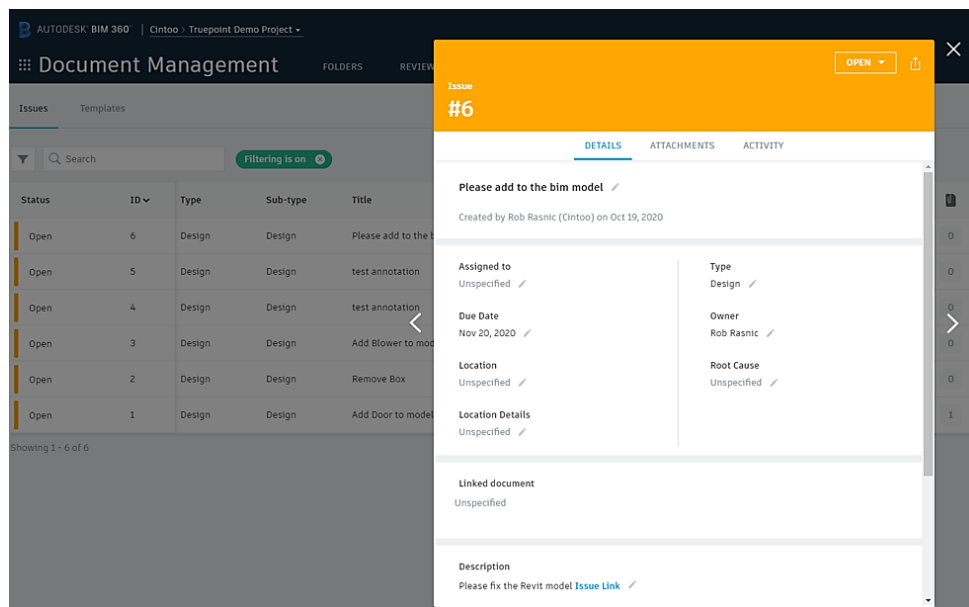 AUTODESK® BIM 360® Cintoo > Truepoint Demo Project
Document Management FOLDERS REVIEW
Issues Templates
Search Filtering is on
Status ID Type Sub-type Title
Open 6 Design Design Please add to the b 0
Open 5 Design Design test annotation 0
Open 4 Design Design test annotation 0
Open 3 Design Design Add Blower to mod 0
Open 2 Design Design Remove Box 0
Open 1 Design Design Add Door to model 1
Showing 1 - 6 of 6
OPEN
Issue
#6
DETAILS ATTACHMENTS ACTIVITY
Please add to the bim model
Created by Rob Rasnic (Cintoo) on Oct 19, 2020
Assigned to
Unspecified
Due Date
Nov 20, 2020
Location
Unspecified
Location Details
Unspecified
Type
Design
Owner
Rob Rasnic
Root Cause
Unspecified
Linked document
Unspecified
Description
Please fix the Revit model Issue Link